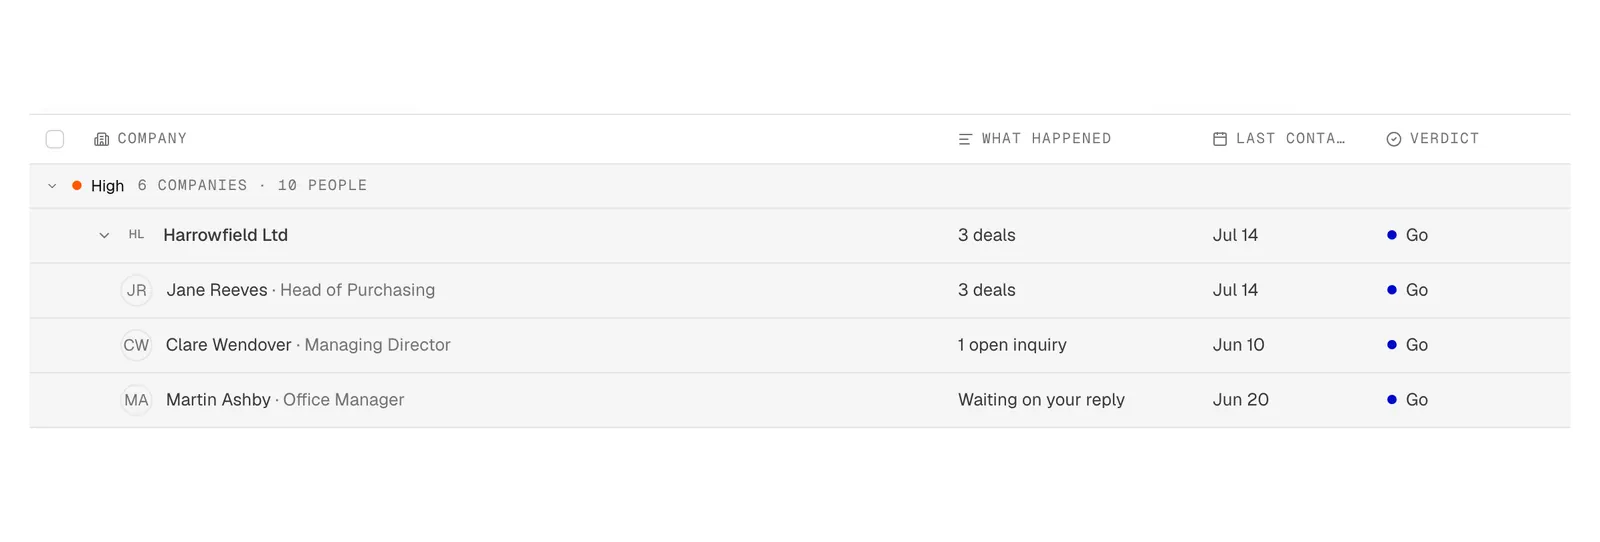 COMPANY WHAT HAPPENED LAST CONTA… VERDICT
High 6 COMPANIES · 10 PEOPLE
HL Harrowfield Ltd 3 deals Jul 14 Go
JR Jane Reeves · Head of Purchasing 3 deals Jul 14 Go
CW Clare Wendover · Managing Director 1 open inquiry Jun 10 Go
MA Martin Ashby · Office Manager Waiting on your reply Jun 20 Go